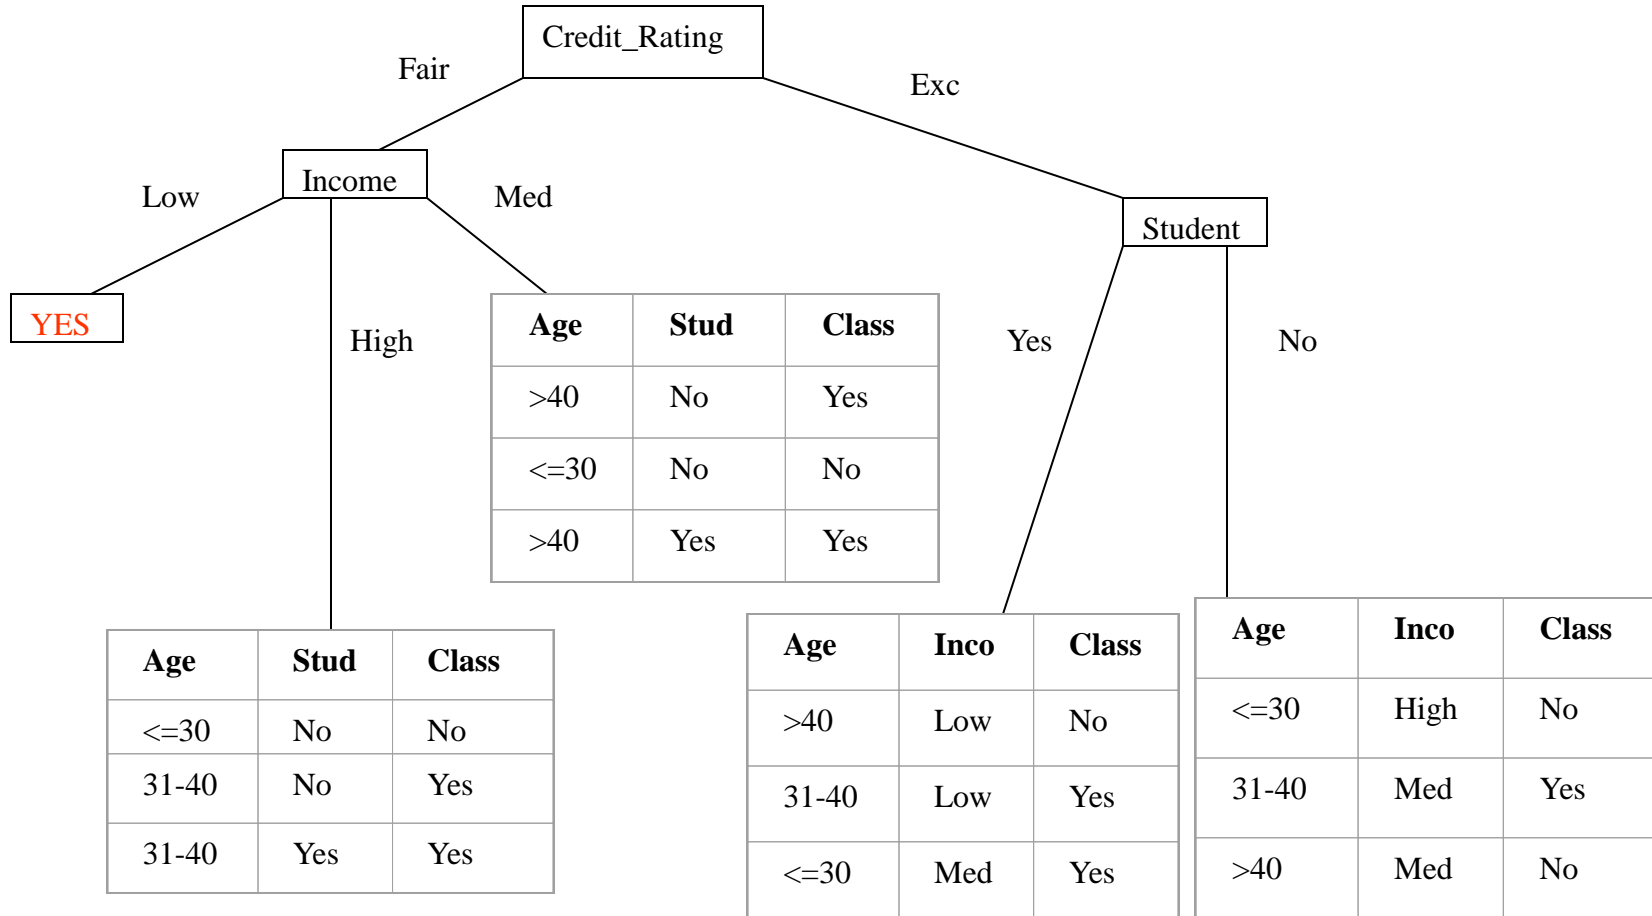 Credit_Rating
Fair
Exc
Income
Low
Med
Student
YES
High
Yes
No
Age Stud Class
>40 No Yes
<=30 No No
>40 Yes Yes
Age Stud Class
<=30 No No
31-40 No Yes
31-40 Yes Yes
Age Inco Class
>40 Low No
31-40 Low Yes
<=30 Med Yes
Age Inco Class
<=30 High No
31-40 Med Yes
>40 Med No